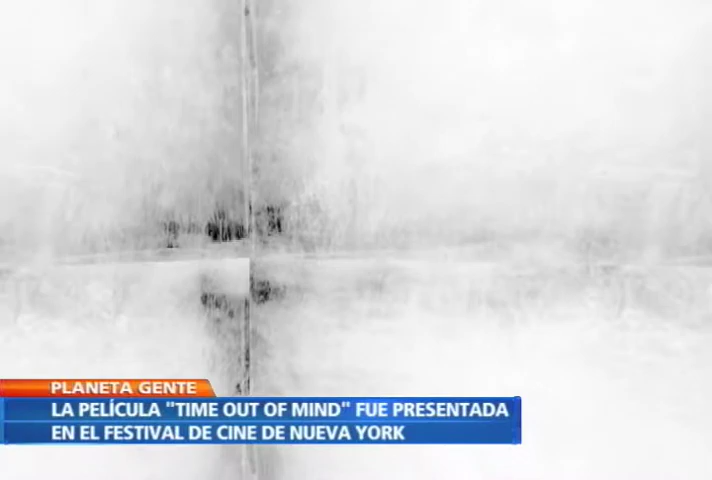 PLANETA GENTE
LA PELÍCULA "TIME OUT OF MIND" FUE PRESENTADA
EN EL FESTIVAL DE CINE DE NUEVA YORK